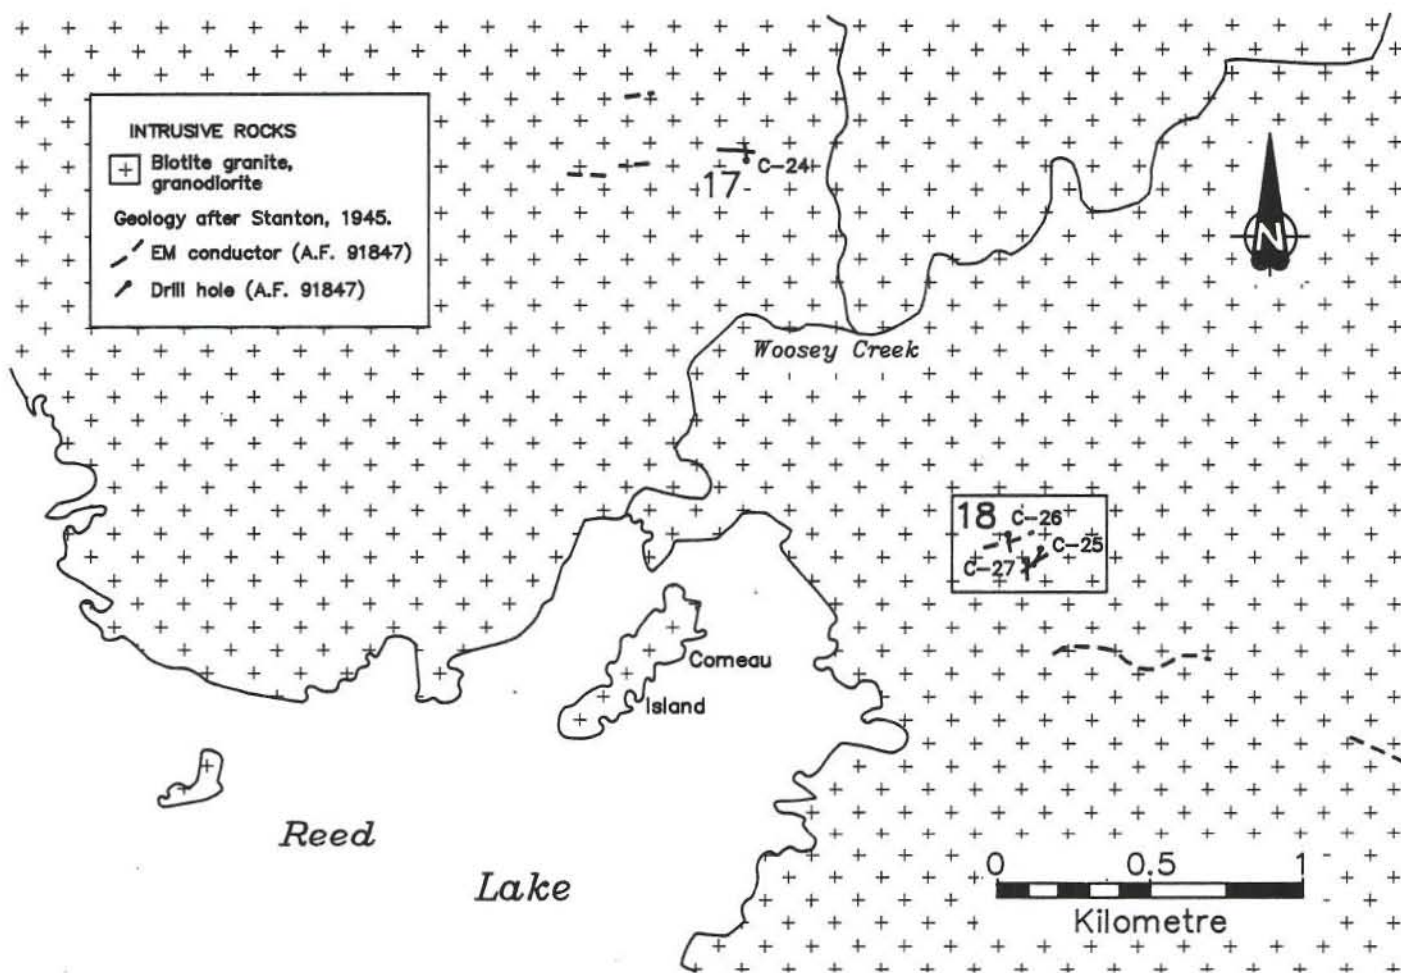 INTRUSIVE ROCKS
Biotite granite,
granodiorite
Geology after Stanton, 1945.
EM conductor (A.F. 91847)
Drill hole (A.F. 91847)
17
C-24
N
Woosey Creek
18
C-26
C-25
C-27
Comeau
Island
Reed
Lake
0 0.5 1
Kilometre